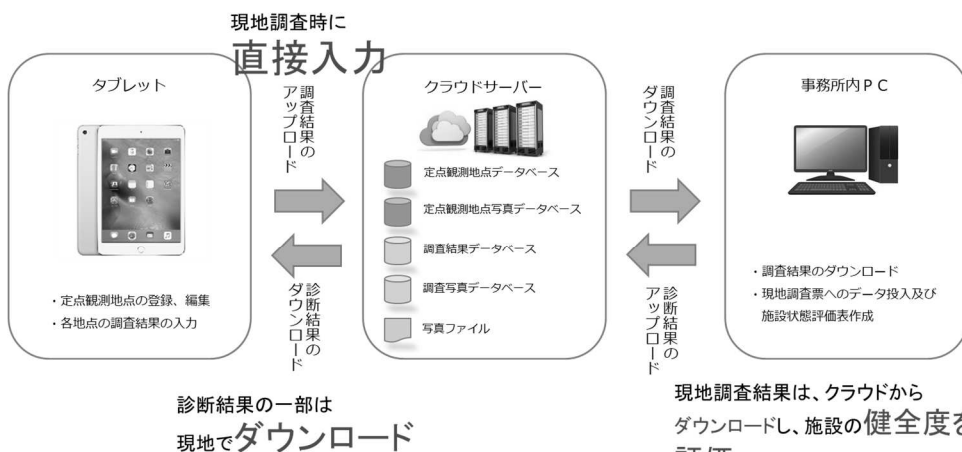 現地調査時に
直接入力
タブレット
・定点観測地点の登録、編集
・各地点の調査結果の入力
調査結果の
アップロード
診断結果の
ダウンロード
クラウドサーバー
定点観測地点データベース
定点観測地点写真データベース
調査結果データベース
調査写真データベース
写真ファイル
調査結果の
ダウンロード
診断結果の
アップロード
事務所内PC
・調査結果のダウンロード
・現地調査票へのデータ投入及び
施設状態評価表作成
診断結果の一部は
現地でダウンロード
現地調査結果は、クラウドから
ダウンロードし、施設の健全度を